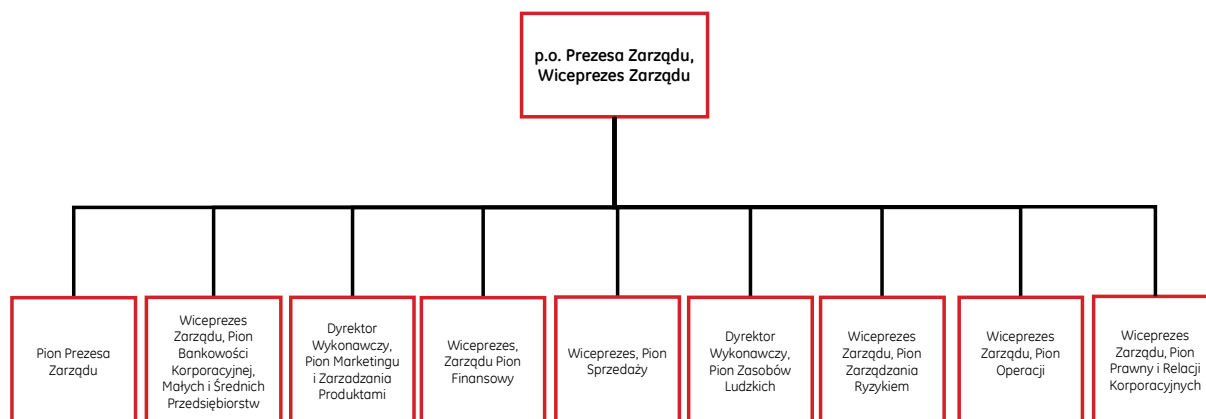 p.o. Prezesa Zarządu,
Wiceprezes Zarządu
Pion Prezesa
Zarządu
Wiceprezes
Zarządu, Pion
Bankowości
Korporacyjnej,
Małych i Średnich
Przedsiębiorstw
Dyrektor
Wykonawczy,
Pion Marketingu
i Zarzadzania
Produktami
Wiceprezes,
Zarządu Pion
Finansowy
Wiceprezes, Pion
Sprzedaży
Dyrektor
Wykonawczy,
Pion Zasobów
Ludzkich
Wiceprezes
Zarządu, Pion
Zarządzania
Ryzykiem
Wiceprezes
Zarządu, Pion
Operacji
Wiceprezes
Zarządu, Pion
Prawny i Relacji
Korporacyjnych